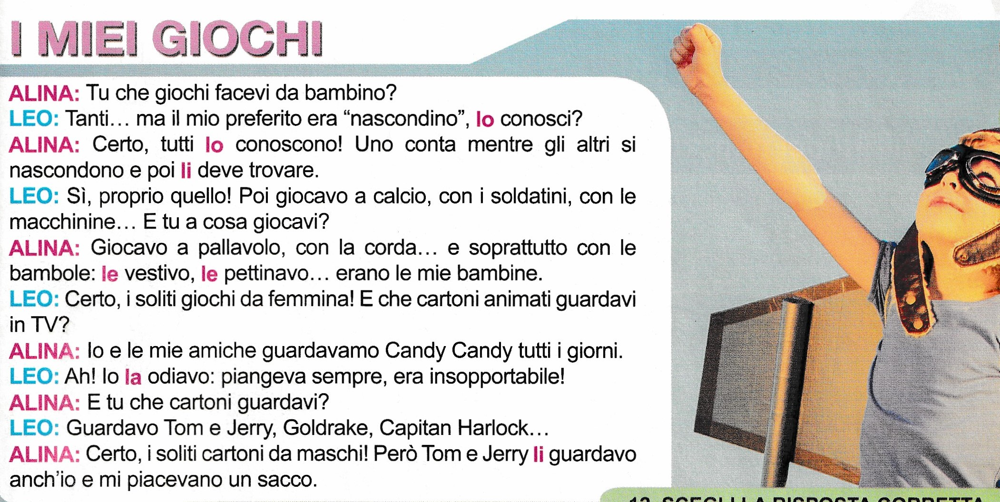 I MIEI GIOCHI
ALINA: Tu che giochi facevi da bambino?
LEO: Tanti... ma il mio preferito era “nascondino”, lo conosci?
ALINA: Certo, tutti lo conoscono! Uno conta mentre gli altri si
nascondono e poi li deve trovare.
LEO: Sì, proprio quello! Poi giocavo a calcio, con i soldatini, con le
macchinine... E tu a cosa giocavi?
ALINA: Giocavo a pallavolo, con la corda... e soprattutto con le
bambole: le vestivo, le pettinavo... erano le mie bambine.
LEO: Certo, i soliti giochi da femmina! E che cartoni animati guardavi
in TV?
ALINA: Io e le mie amiche guardavamo Candy Candy tutti i giorni.
LEO: Ah! Io la odiavo: piangeva sempre, era insopportabile!
ALINA: E tu che cartoni guardavi?
LEO: Guardavo Tom e Jerry, Goldrake, Capitan Harlock...
ALINA: Certo, i soliti cartoni da maschi! Però Tom e Jerry li guardavo
anch'io e mi piacevano un sacco.
SCEGLI LA RISPOSTA CORRETTA